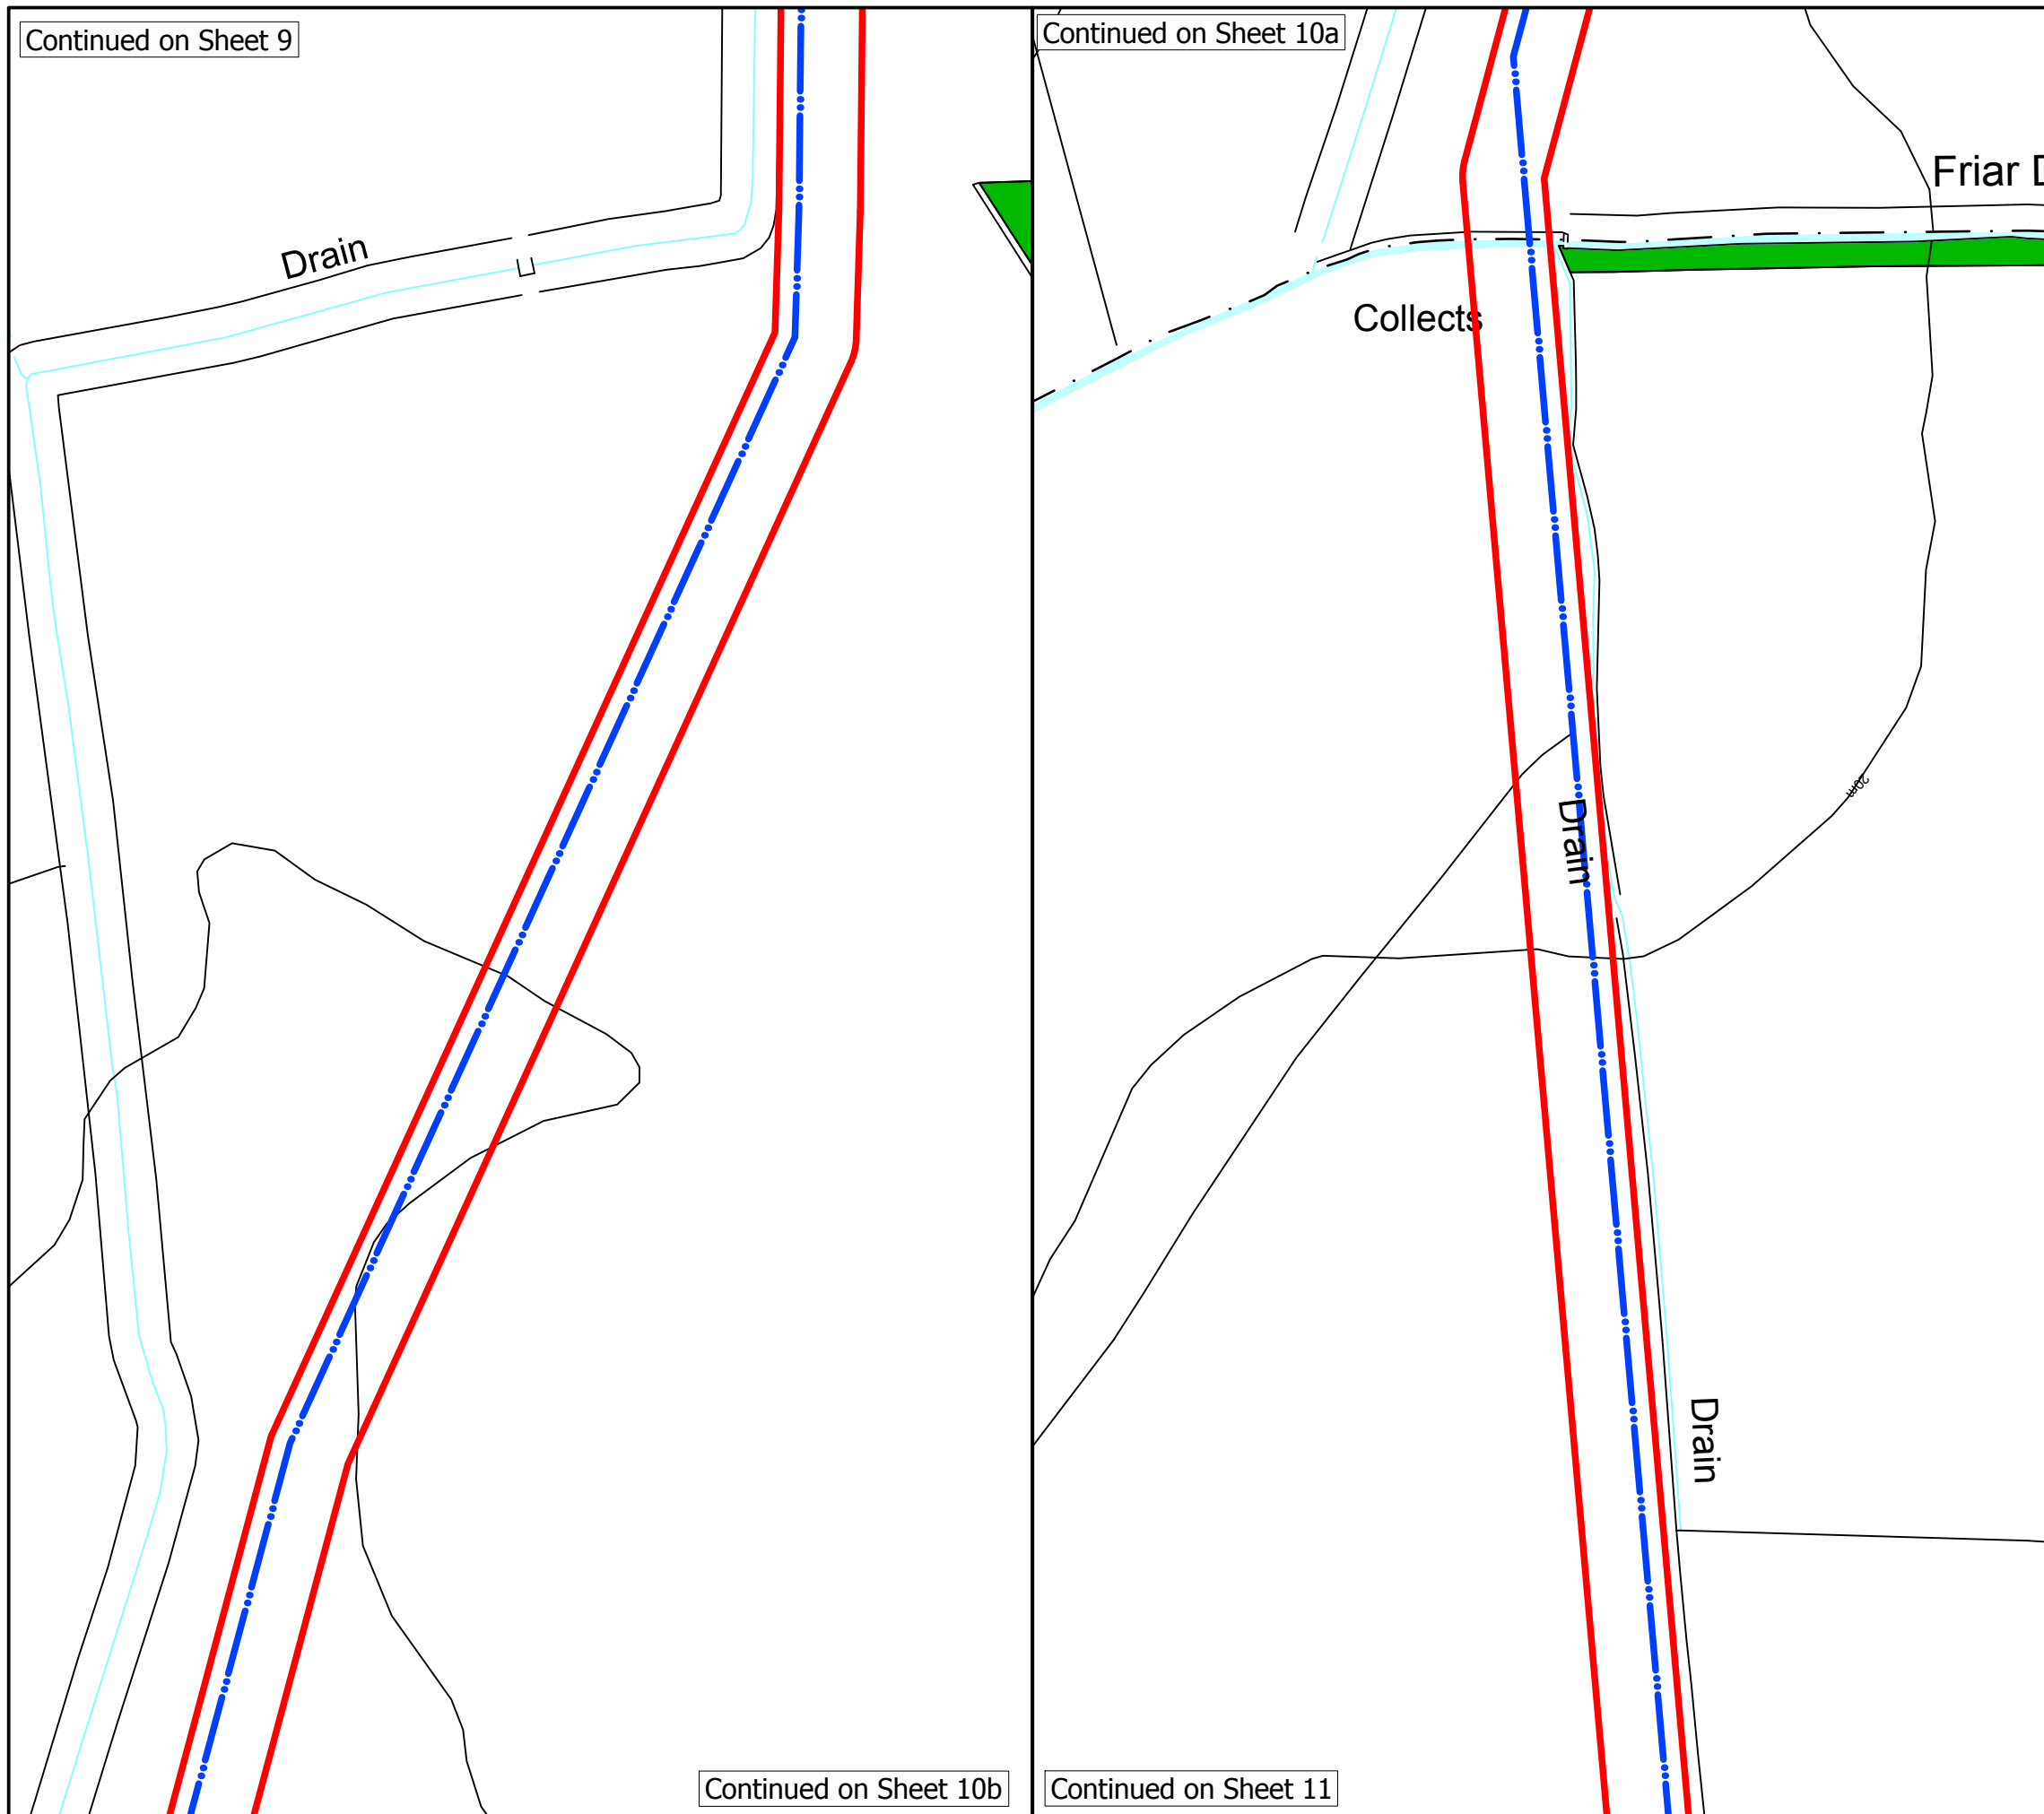 Continued on Sheet 9
Drain
Continued on Sheet 10b
Continued on Sheet 10a
Friar D
Collects
20m
Drain
Drain
Continued on Sheet 11